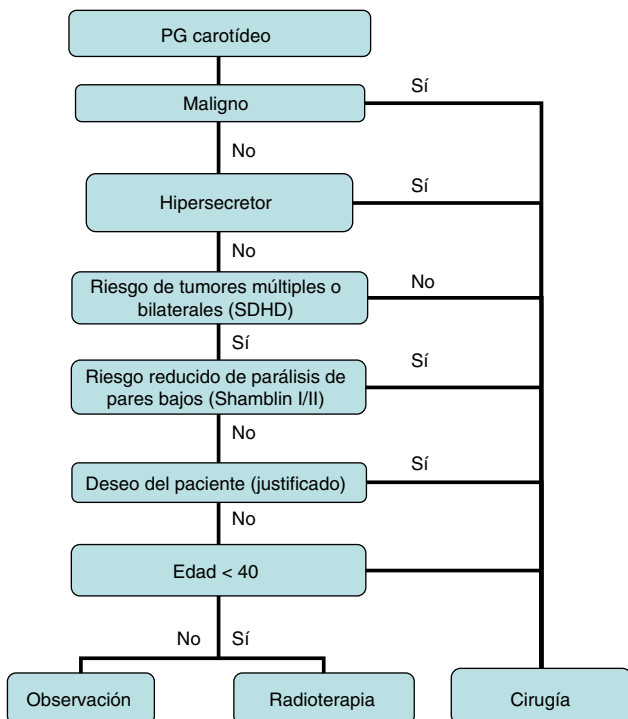 PG carotídeo
Sí
Maligno
No
Sí
Hipersecretor
No
Riesgo de tumores múltiples o
bilaterales (SDHD)
No
Sí
Riesgo reducido de parálisis de
pares bajos (Shamblin I/II)
Sí
No
Sí
Deseo del paciente (justificado)
No
Edad < 40
No Sí
Observación
Radioterapia
Cirugía